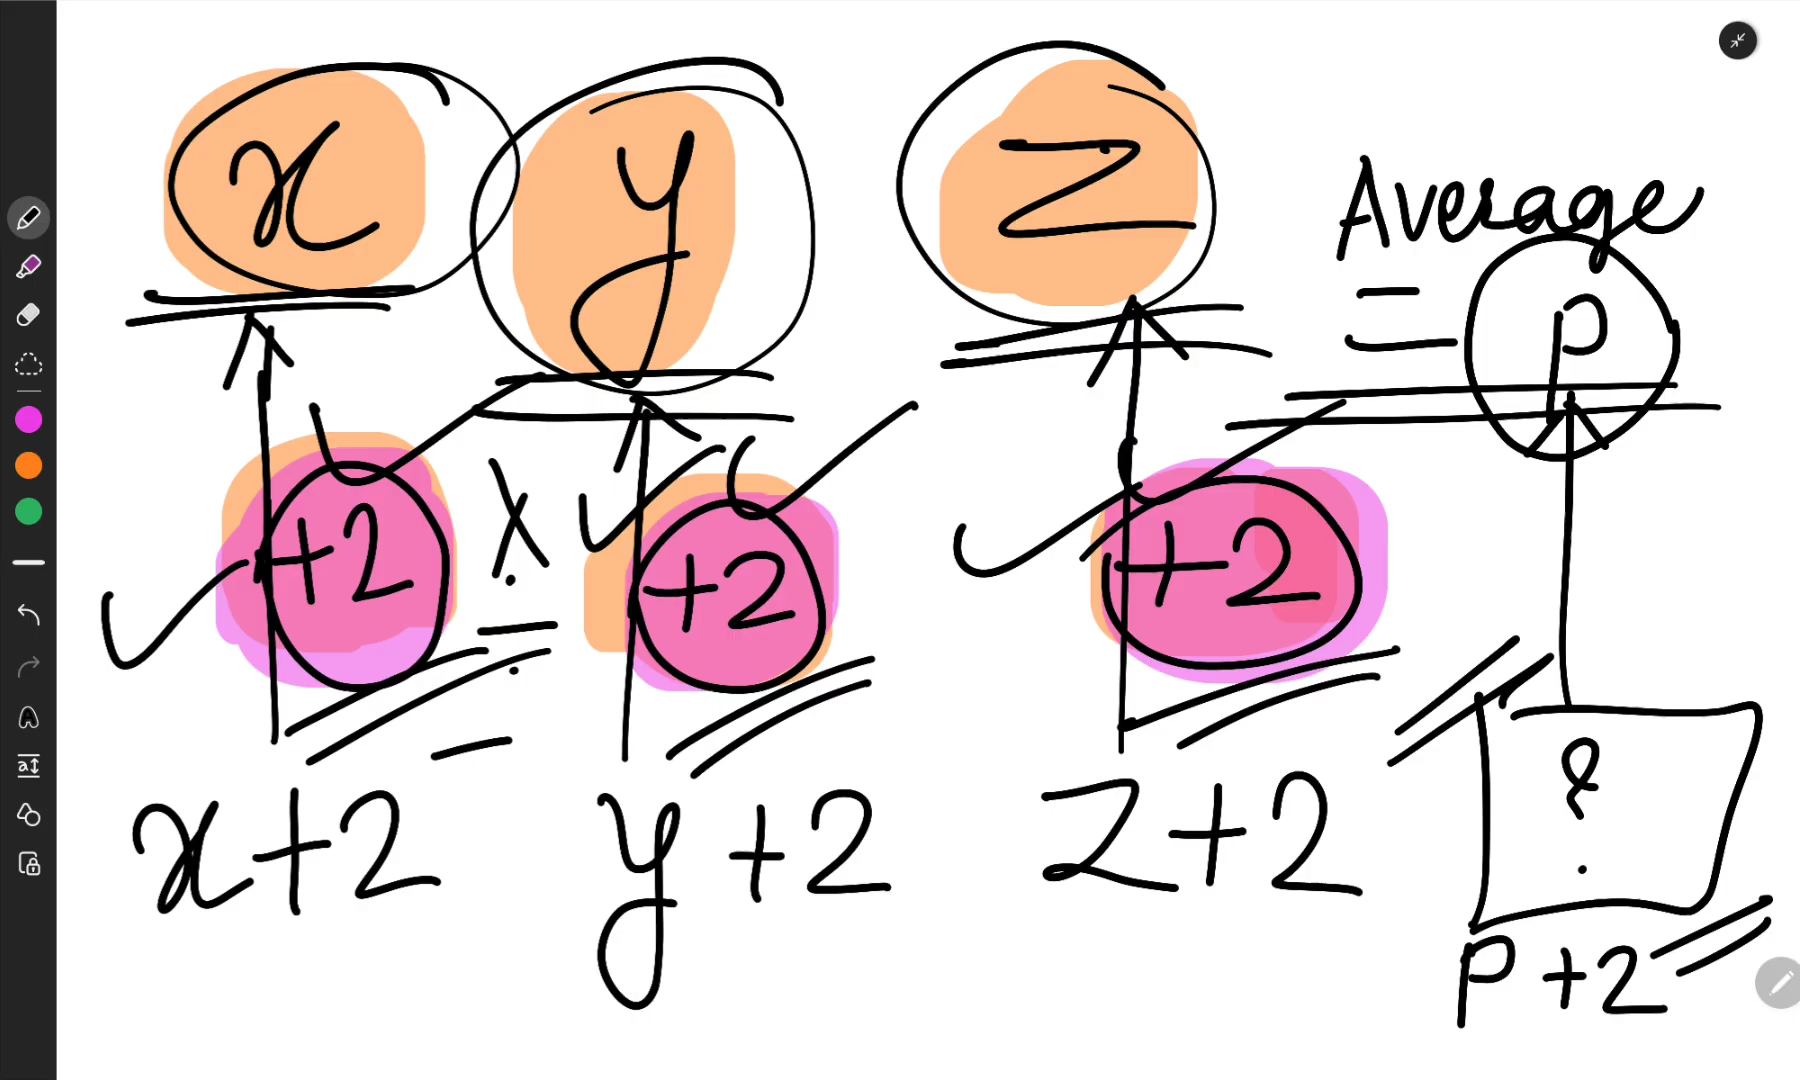 x y z Average
= P
+2 × +2 +2
÷
-
x+2 y+2 z+2 ?
P+2